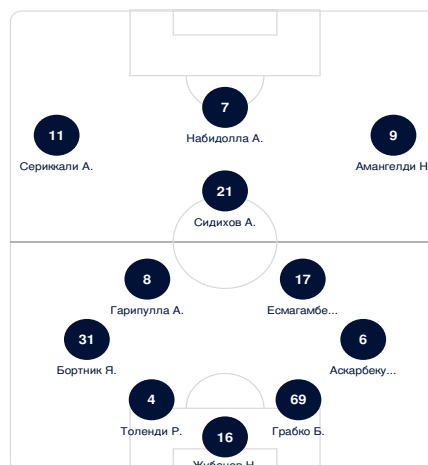 7
Набидолла А.
11
Сериккали А.
9
Амангелди Н
21
Сидихов А.
8
Гарипулла А.
17
Есмагамбе...
31
Бортник Я.
6
Аскарбеку...
4
Толенди Р.
69
Грабко Б.
16